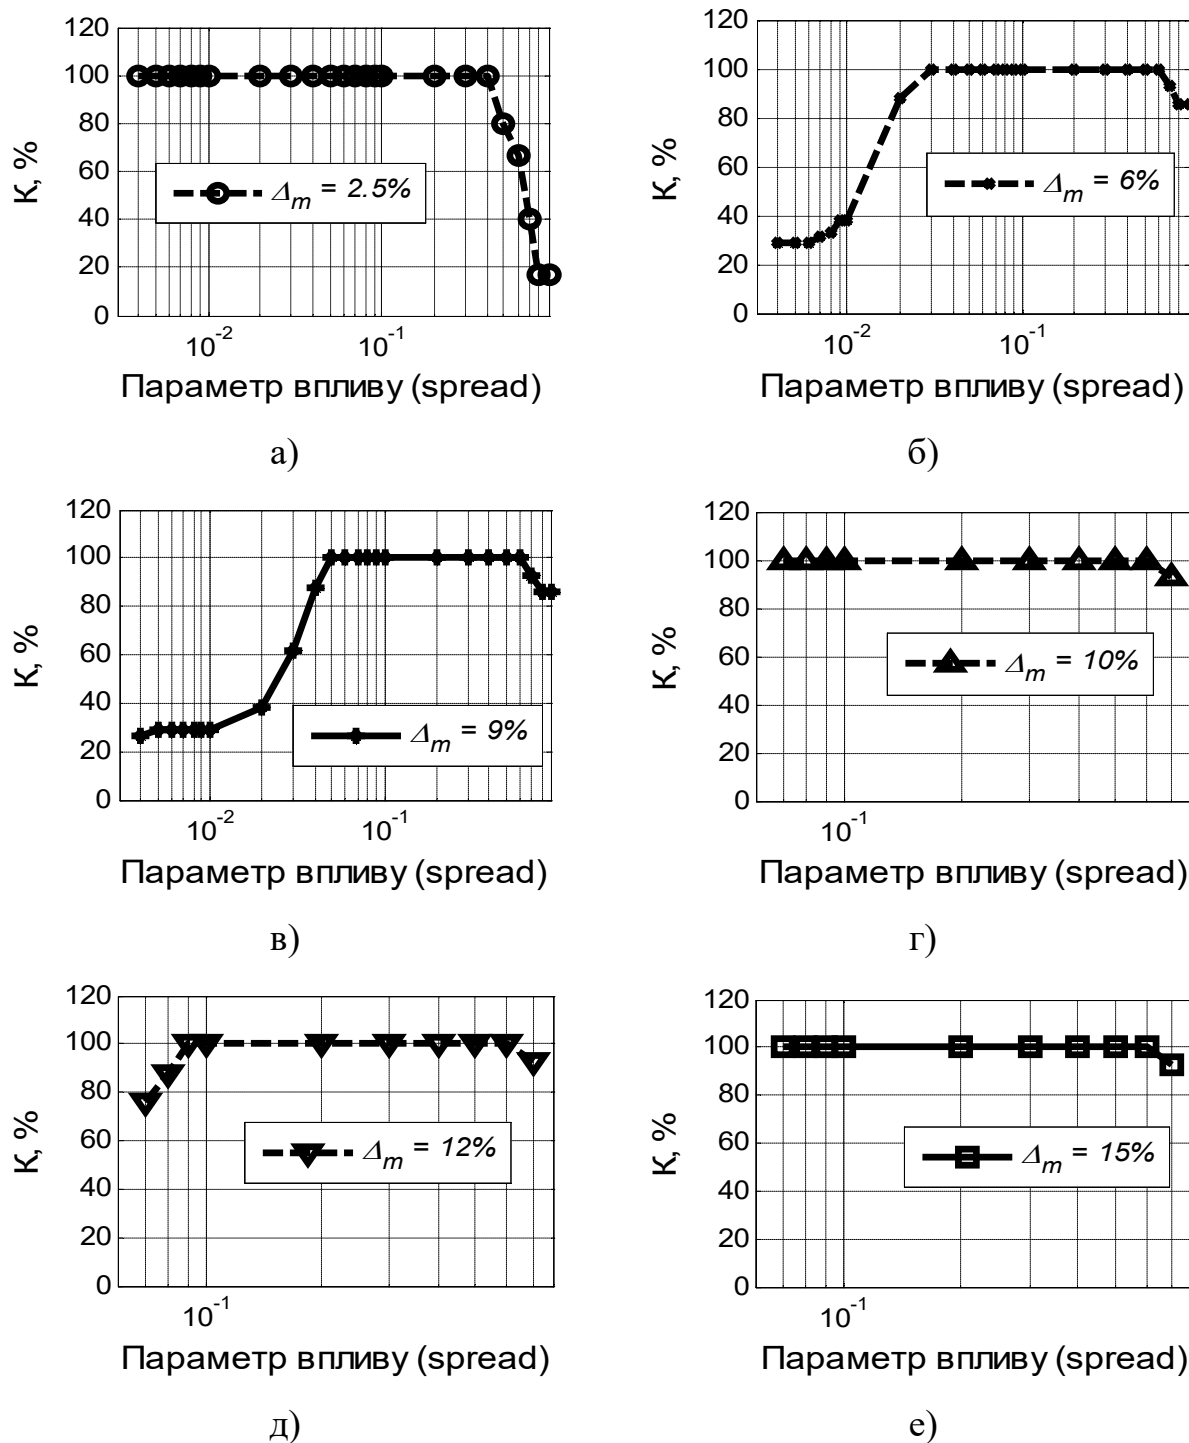 120
100
80
60
40
20
0
К, %
Δm = 2.5%
10-2
10-1
Параметр впливу (spread)
а)
120
100
80
60
40
20
0
К, %
Δm = 6%
10-2
10-1
Параметр впливу (spread)
б)
120
100
80
60
40
20
0
К, %
Δm = 9%
10-2
10-1
Параметр впливу (spread)
в)
120
100
80
60
40
20
0
К, %
Δm = 10%
10-1
Параметр впливу (spread)
г)
120
100
80
60
40
20
0
К, %
Δm = 12%
10-1
Параметр впливу (spread)
д)
120
100
80
60
40
20
0
К, %
Δm = 15%
10-1
Параметр впливу (spread)
е)